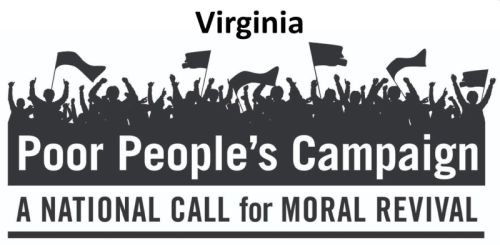 Virginia
Poor People's Campaign
A NATIONAL CALL for MORAL REVIVAL